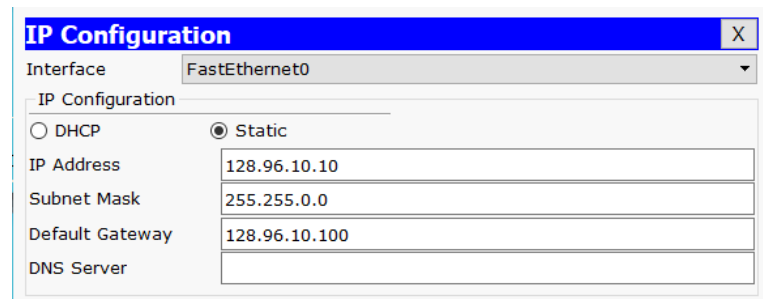 IP Configuration X
Interface FastEthernet0
IP Configuration
DHCP Static
IP Address 128.96.10.10
Subnet Mask 255.255.0.0
Default Gateway 128.96.10.100
DNS Server